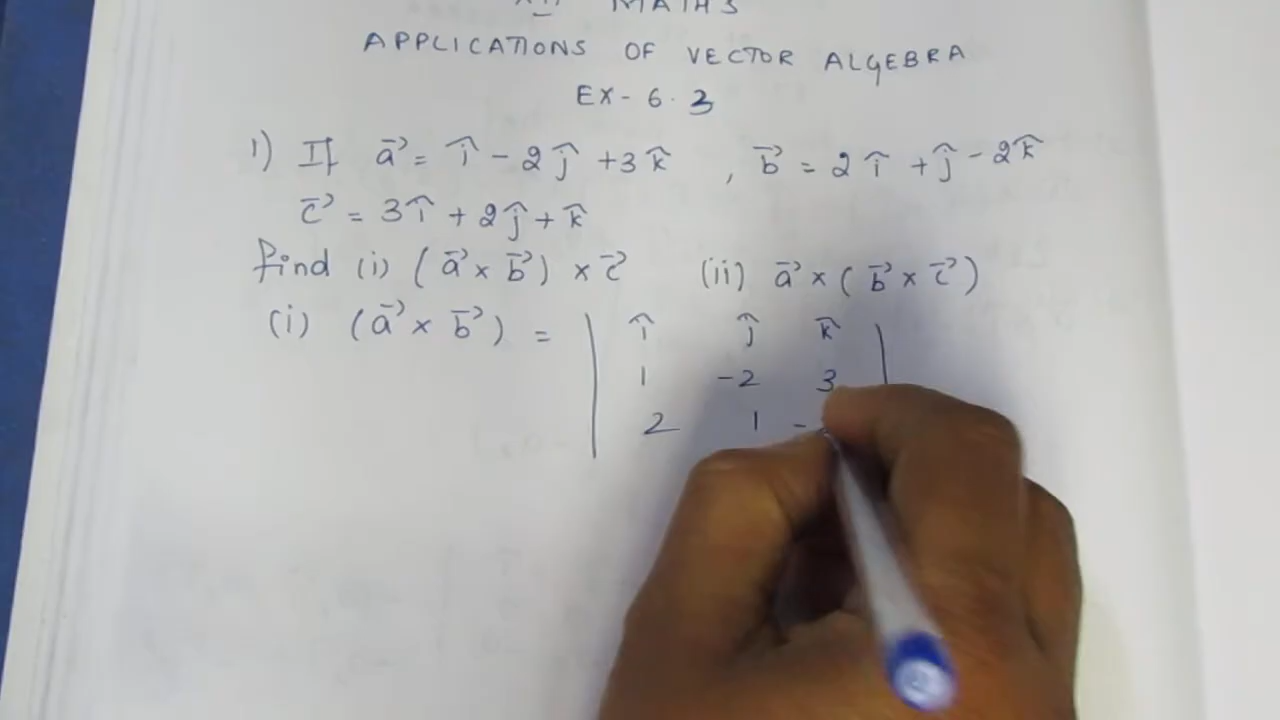 MATHS
APPLICATIONS OF VECTOR ALGEBRA
EX-6.3
1) If a⃗ = î - 2ĵ + 3k̂ , b⃗ = 2î + ĵ - 2k̂
c⃗ = 3î + 2ĵ + k̂
find (i) (a⃗ × b⃗) × c⃗ (ii) a⃗ × (b⃗ × c⃗)
(i) (a⃗ × b⃗) = | î ĵ k̂ |
1 -2 3
2 1 -